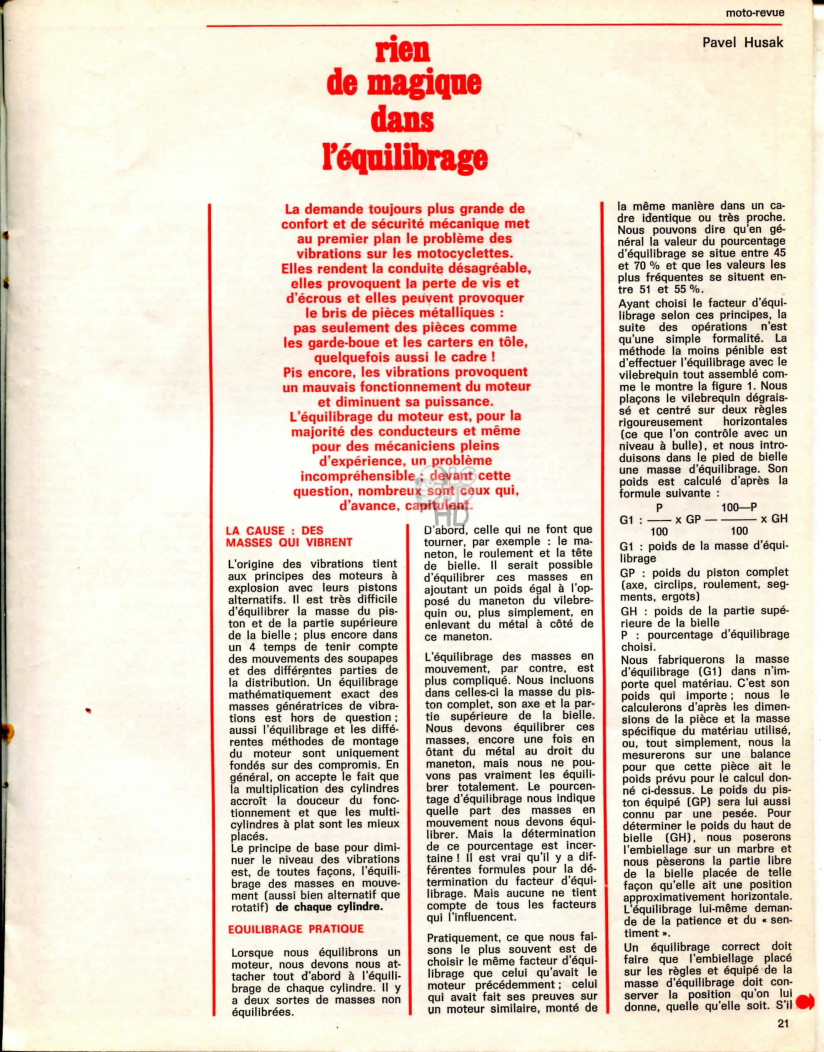 moto-revue
Pavel Husak
rien
de magique
dans
l'équilibrage
La demande toujours plus grande de
confort et de sécurité mécanique met
au premier plan le problème des
vibrations sur les motocyclettes.
Elles rendent la conduite désagréable,
elles provoquent la perte de vis et
d'écrous et elles peuvent provoquer
le bris de pièces métalliques :
pas seulement des pièces comme
les garde-boue et les carters en tôle,
quelquefois aussi le cadre !
Pis encore, les vibrations provoquent
un mauvais fonctionnement du moteur
et diminuent sa puissance.
L'équilibrage du moteur est, pour la
majorité des conducteurs et même
pour des mécaniciens pleins
d'expérience, un problème
incompréhensible ; devant cette
question, nombreux sont ceux qui,
d'avance, capitulent.
LA CAUSE : DES
MASSES QUI VIBRENT
L'origine des vibrations tient
aux principes des moteurs à
explosion avec leurs pistons
alternatifs. Il est très difficile
d'équilibrer la masse du pis-
ton et de la partie supérieure
de la bielle ; plus encore dans
un 4 temps de tenir compte
des mouvements des soupapes
et des différentes parties de
la distribution. Un équilibrage
mathématiquement exact des
masses génératrices de vibra-
tions est hors de question ;
aussi l'équilibrage et les diffé-
rentes méthodes de montage
du moteur sont uniquement
fondés sur des compromis. En
général, on accepte le fait que
la multiplication des cylindres
accroît la douceur du fonc-
tionnement et que les multi-
cylindres à plat sont les mieux
placés.
Le principe de base pour dimi-
nuer le niveau des vibrations
est, de toutes façons, l'équili-
brage des masses en mouve-
ment (aussi bien alternatif que
rotatif) de chaque cylindre.
EQUILIBRAGE PRATIQUE
Lorsque nous équilibrons un
moteur, nous devons nous at-
tacher tout d'abord à l'équili-
brage de chaque cylindre. Il y
a deux sortes de masses non
équilibrées.
D'abord, celle qui ne font que
tourner, par exemple : le ma-
neton, le roulement et la tête
de bielle. Il serait possible
d'équilibrer ces masses en
ajoutant un poids égal à l'op-
posé du maneton du vilebre-
quin ou, plus simplement, en
enlevant du métal à côté de
ce maneton.
L'équilibrage des masses en
mouvement, par contre, est
plus compliqué. Nous incluons
dans celles-ci la masse du pis-
ton complet, son axe et la par-
tie supérieure de la bielle.
Nous devons équilibrer ces
masses, encore une fois en
ôtant du métal au droit du
maneton, mais nous ne pou-
vons pas vraiment les équili-
brer totalement. Le pourcen-
tage d'équilibrage nous indique
quelle part des masses en
mouvement nous devons équi-
librer. Mais la détermination
de ce pourcentage est incer-
taine ! Il est vrai qu'il y a dif-
férentes formules pour la dé-
termination du facteur d'équi-
librage. Mais aucune ne tient
compte de tous les facteurs
qui l'influencent.
Pratiquement, ce que nous fai-
sons le plus souvent est de
choisir le même facteur d'équi-
librage que celui qu'avait le
moteur précédemment ; celui
qui avait fait ses preuves sur
un moteur similaire, monté de
la même manière dans un ca-
dre identique ou très proche.
Nous pouvons dire qu'en gé-
néral la valeur du pourcentage
d'équilibrage se situe entre 45
et 70 % et que les valeurs les
plus fréquentes se situent en-
tre 51 et 55 %.
Ayant choisi le facteur d'équi-
librage selon ces principes, la
suite des opérations n'est
qu'une simple formalité. La
méthode la moins pénible est
d'effectuer l'équilibrage avec le
vilebrequin tout assemblé com-
me le montre la figure 1. Nous
plaçons le vilebrequin dégrais-
sé et centré sur deux règles
rigoureusement horizontales
(ce que l'on contrôle avec un
niveau à bulle), et nous intro-
duisons dans le pied de bielle
une masse d'équilibrage. Son
poids est calculé d'après la
formule suivante :
P 100—P
G1 : —— x GP — ——— x GH
100 100
G1 : poids de la masse d'équi-
librage
GP : poids du piston complet
(axe, circlips, roulement, seg-
ments, ergots)
GH : poids de la partie supé-
rieure de la bielle
P : pourcentage d'équilibrage
choisi.
Nous fabriquerons la masse
d'équilibrage (G1) dans n'im-
porte quel matériau. C'est son
poids qui importe ; nous le
calculerons d'après les dimen-
sions de la pièce et la masse
spécifique du matériau utilisé,
ou, tout simplement, nous la
mesurerons sur une balance
pour que cette pièce ait le
poids prévu pour le calcul don-
né ci-dessus. Le poids du pis-
ton équipé (GP) sera lui aussi
connu par une pesée. Pour
déterminer le poids du haut de
bielle (GH), nous poserons
l'embiellage sur un marbre et
nous pèserons la partie libre
de la bielle placée de telle
façon qu'elle ait une position
approximativement horizontale.
L'équilibrage lui-même deman-
de de la patience et du « sen-
timent ».
Un équilibrage correct doit
faire que l'embiellage placé
sur les règles et équipé de la
masse d'équilibrage doit con-
server la position qu'on lui
donne, quelle qu'elle soit. S'il
21